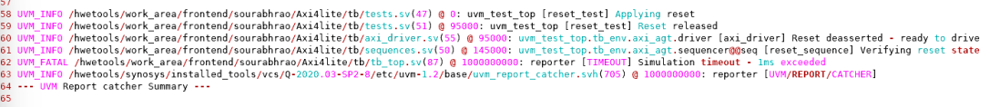 57
58 UVM_INFO /hwetools/work_area/frontend/sourabhrao/Axi4lite/tb/tests.sv(47) @ 0: uvm_test_top [reset_test] Applying reset
59 UVM_INFO /hwetools/work_area/frontend/sourabhrao/Axi4lite/tb/tests.sv(51) @ 95000: uvm_test_top [reset_test] Reset released
60 UVM_INFO /hwetools/work_area/frontend/sourabhrao/Axi4lite/tb/axi_driver.sv(55) @ 95000: uvm_test_top.tb_env.axi_agt.driver [axi_driver] Reset deasserted - ready to drive
61 UVM_INFO /hwetools/work_area/frontend/sourabhrao/Axi4lite/tb/sequences.sv(50) @ 145000: uvm_test_top.tb_env.axi_agt.sequencer@@seq [reset_sequence] Verifying reset state
62 UVM_FATAL /hwetools/work_area/frontend/sourabhrao/Axi4lite/tb/tb_top.sv(87) @ 1000000000: reporter [TIMEOUT] Simulation timeout - 1ms exceeded
63 UVM_INFO /hwetools/synosys/installed_tools/vcs/Q-2020.03-SP2-8/etc/uvm-1.2/base/uvm_report_catcher.svh(705) @ 1000000000: reporter [UVM/REPORT/CATCHER]
64 --- UVM Report catcher Summary ---
65